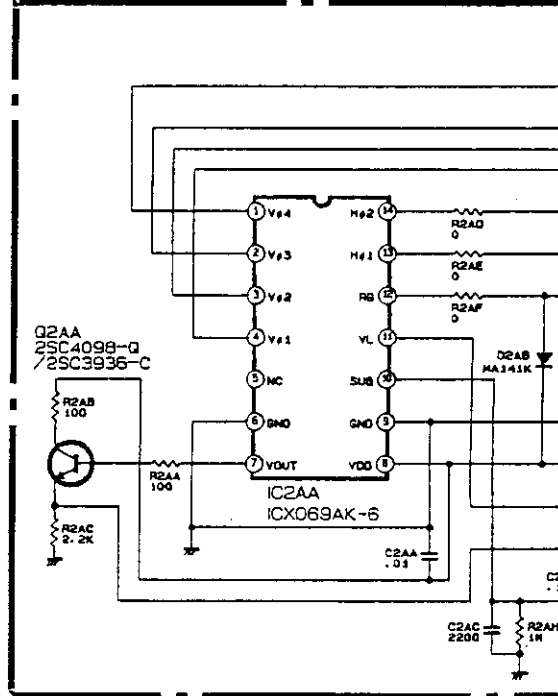 1 Vφ4
2 Vφ3
3 Vφ2
4 Vφ1
5 NC
6 GND
7 VOUT
14 Hφ2
13 Hφ1
12 RG
11 VL
10 SUB
9 GND
8 VDD
IC2AA
ICX069AK-6
R2AD
0
R2AE
0
R2AF
0
D2AB
MA141K
Q2AA
2SC4098-Q
/2SC3936-C
R2AB
100
R2AA
100
R2AC
2.2K
C2AA
.01
C2AC
2200
R2AH
1M